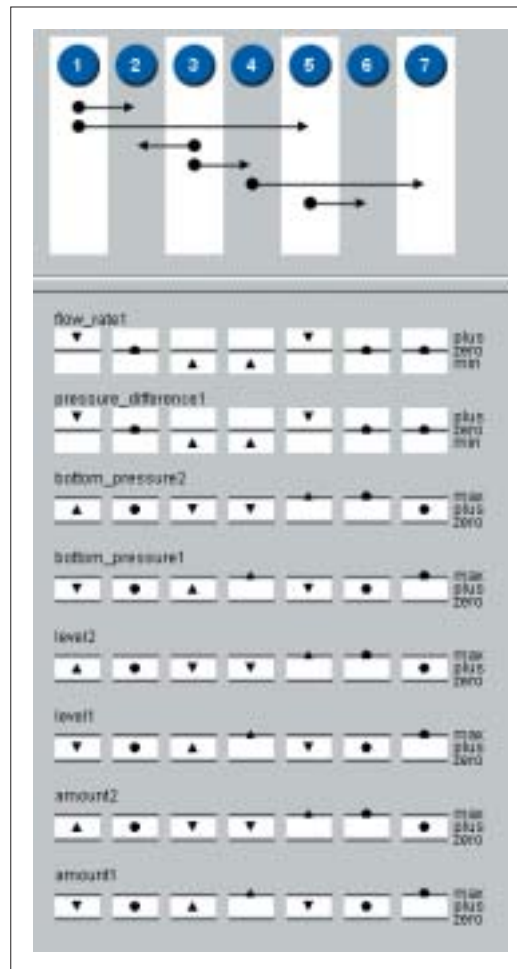 1 2 3 4 5 6 7
flow_rate1
plus
zero
min
pressure_difference1
plus
zero
min
bottom_pressure2
max
plus
zero
bottom_pressure1
max
plus
zero
level2
max
plus
zero
level1
max
plus
zero
amount2
max
plus
zero
amount1
max
plus
zero